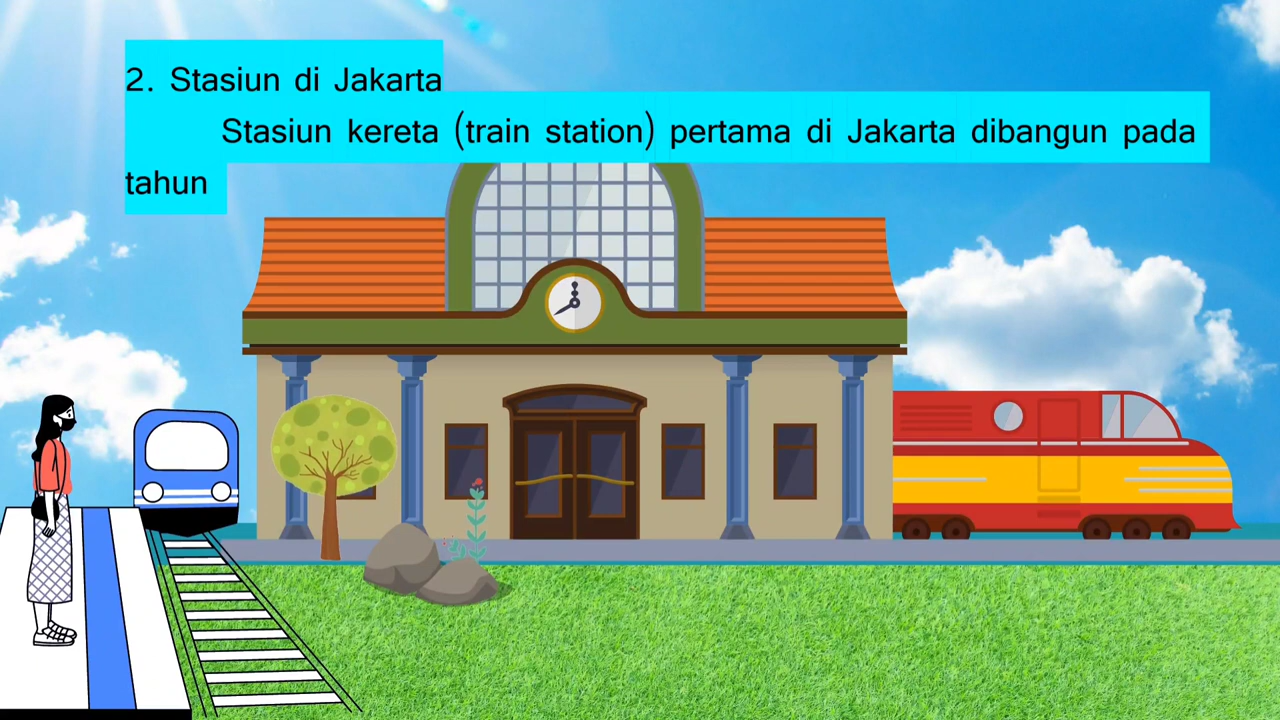 2. Stasiun di Jakarta
Stasiun kereta (train station) pertama di Jakarta dibangun pada
tahun